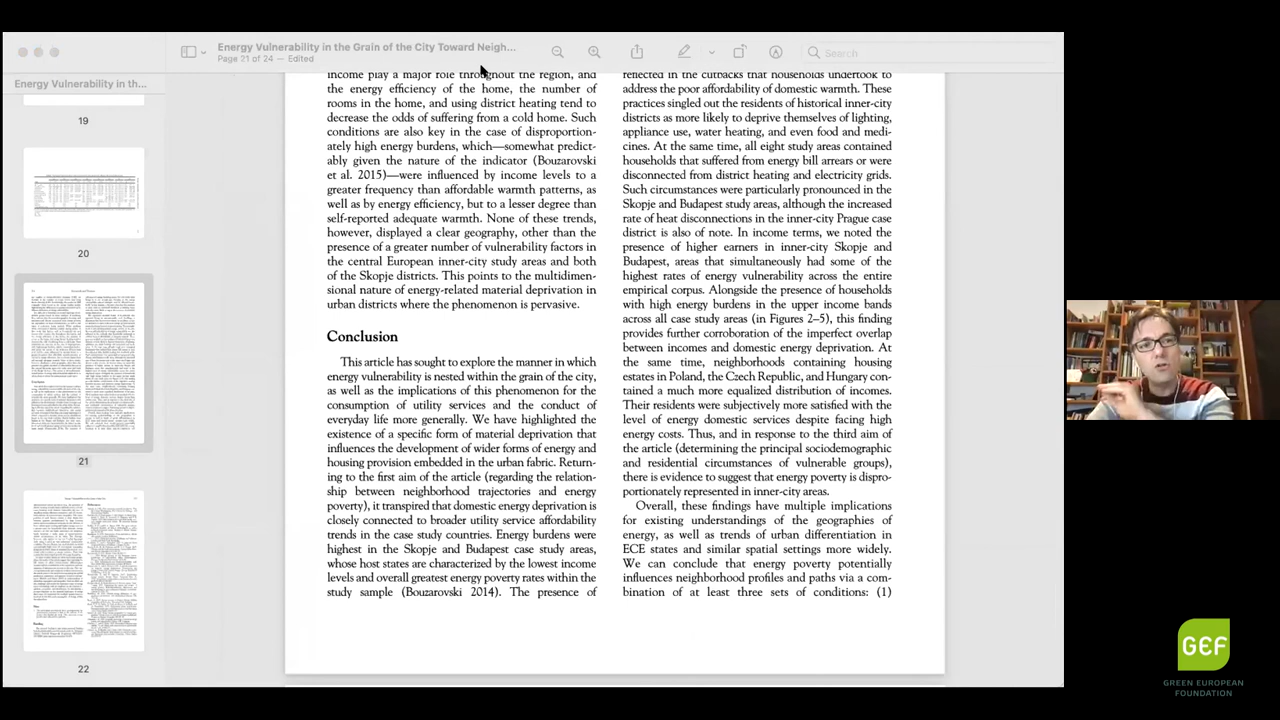 Energy Vulnerability in the Grain of the City Toward Neigh...
Page 21 of 24 — Edited
Search
Energy Vulnerability in th...
19
20
21
22
income play a major role throughout the region, and
the energy efficiency of the home, the number of
rooms in the home, and using district heating tend to
decrease the odds of suffering from a cold home. Such
conditions are also key in the case of disproportion-
ately high energy burdens, which—somewhat predict-
ably given the nature of the indicator (Bouzarovski
et al. 2015)—were influenced by income levels to a
greater frequency than affordable warmth patterns, as
well as by energy efficiency, but to a lesser degree than
self-reported adequate warmth. None of these trends,
however, displayed a clear geography, other than the
presence of a greater number of vulnerability factors in
the central European inner-city study areas and both
of the Skopje districts. This points to the multidimen-
sional nature of energy-related material deprivation in
urban districts where the phenomenon is pervasive.
Conclusion
This article has sought to explore the manner in which
energy vulnerability is nested within the grain of the city,
as well as the implications of this phenomenon for the
consumption of utility services and the conduct of
everyday life more generally. We have highlighted the
existence of a specific form of material deprivation that
influences the development of wider forms of energy and
housing provision embedded in the urban fabric. Return-
ing to the first aim of the article (regarding the relation-
ship between neighborhood trajectories and energy
poverty), it transpired that domestic energy deprivation is
closely connected to broader utility service affordability
trends in the case study countries. Energy burdens were
highest in the Skopje and Budapest case study areas,
whose host states are characterized by the lowest income
levels and overall greatest energy poverty rates within the
study sample (Bouzarovski 2014). The presence of
reflected in the cutbacks that households undertook to
address the poor affordability of domestic warmth. These
practices singled out the residents of historical inner-city
districts as more likely to deprive themselves of lighting,
appliance use, water heating, and even food and medi-
cines. At the same time, all eight study areas contained
households that suffered from energy bill arrears or were
disconnected from district heating and electricity grids.
Such circumstances were particularly pronounced in the
Skopje and Budapest study areas, although the increased
rate of heat disconnections in the inner-city Prague case
district is also of note. In income terms, we noted the
presence of higher earners in inner-city Skopje and
Budapest, areas that simultaneously had some of the
highest rates of energy vulnerability across the entire
empirical corpus. Alongside the presence of households
with high energy burdens in the upper income bands
across all case study areas (in Figures 2–5), this finding
provides further corroboration of the imperfect overlap
between incomes and domestic energy deprivation. At
the same time, neighborhoods containing housing
estates in Poland, the Czech Republic, and Hungary con-
tained a much more equalized distribution of incomes.
Their residents were subjectively more satisfied with the
level of energy domestic services despite facing high
energy costs. Thus, and in response to the third aim of
the article (determining the principal sociodemographic
and residential circumstances of vulnerable groups),
there is evidence to suggest that energy poverty is dispro-
portionately represented in inner-city areas.
Overall, these findings have multiple implications
for existing understandings of the geographies of
energy, as well as trends of urban differentiation in
ECE states and similar spatial settings more widely.
We can conclude that energy poverty potentially
influences neighborhood profiles and paths via a com-
bination of at least three sets of conditions: (1)
GEF
GREEN EUROPEAN
FOUNDATION